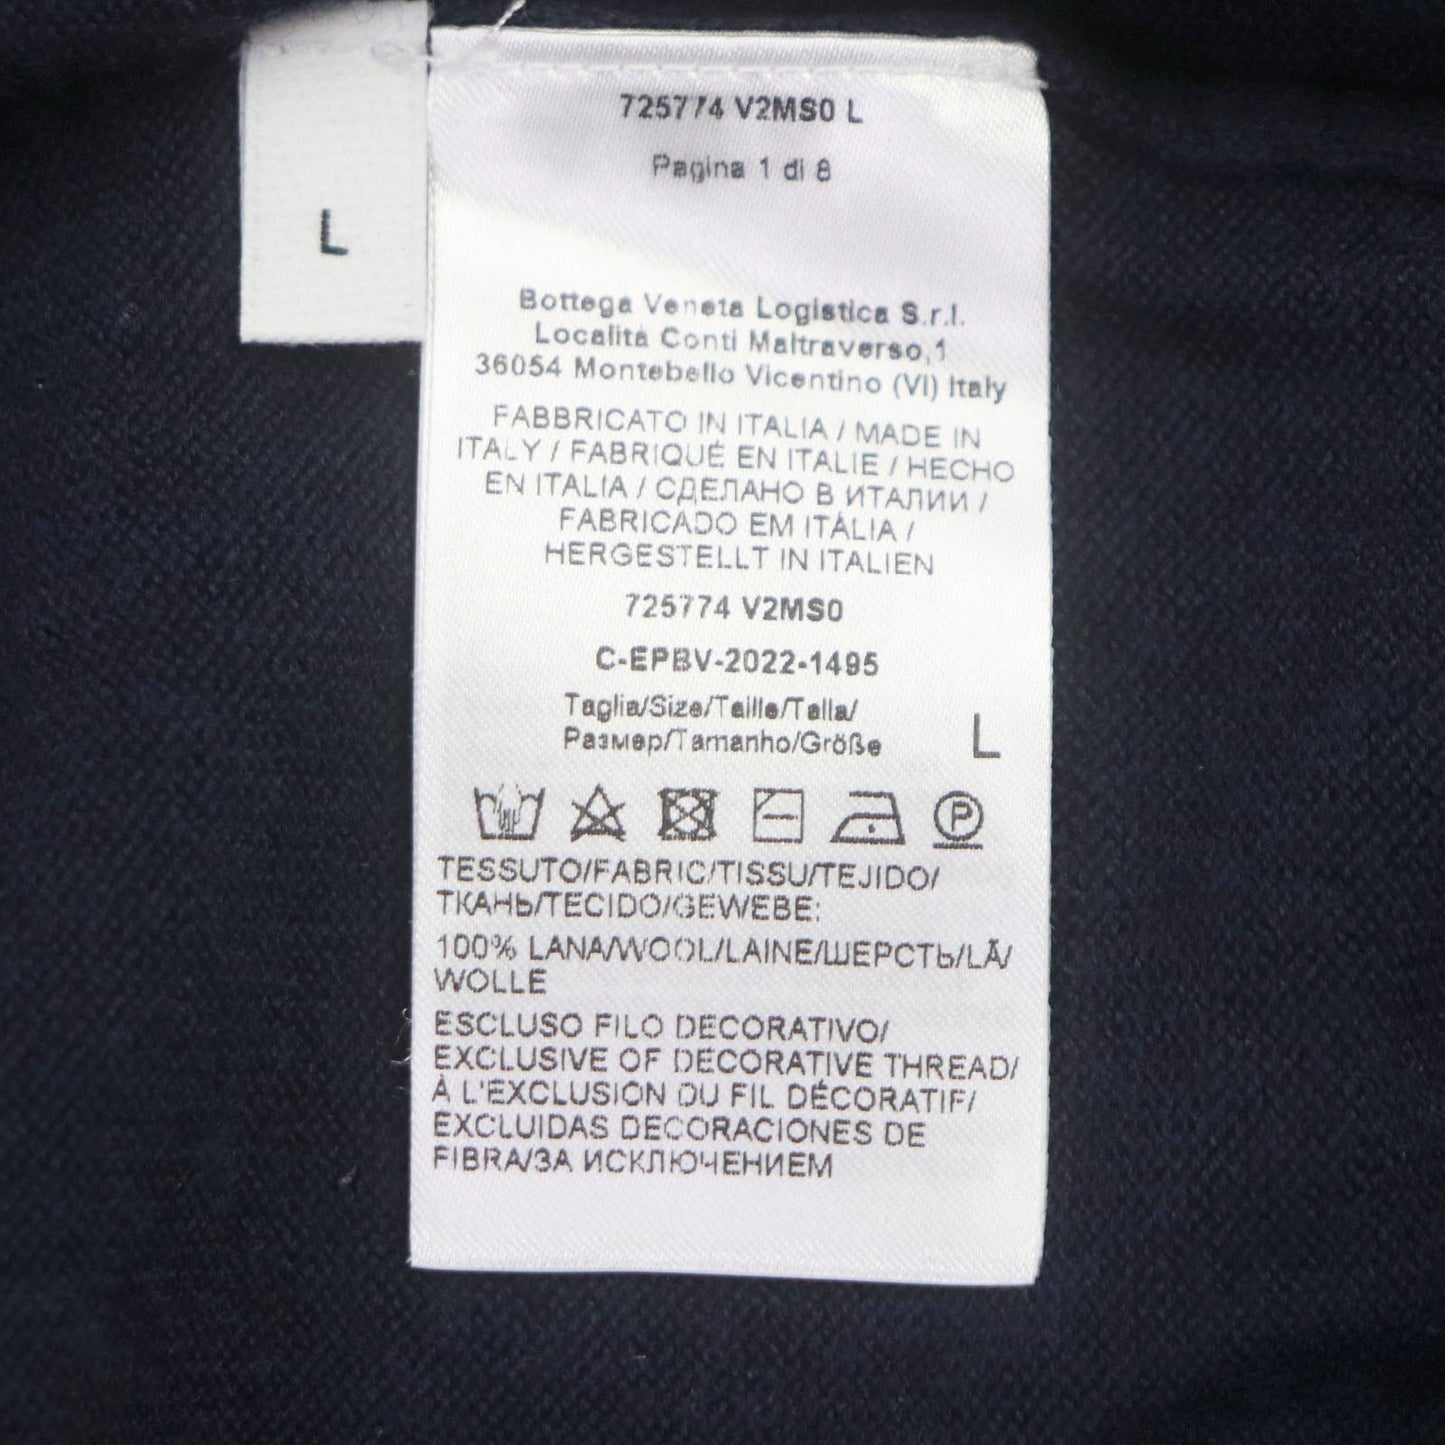 L
725774 V2MS0 L
Pagina 1 di 8
Bottega Veneta Logistica S.r.l.
Località Conti Maltraverso,1
36054 Montebello Vicentino (VI) Italy
FABBRICATO IN ITALIA / MADE IN
ITALY / FABRIQUÉ EN ITALIE / HECHO
EN ITALIA / СДЕЛАНО В ИТАЛИИ /
FABRICADO EM ITÁLIA /
HERGESTELLT IN ITALIEN
725774 V2MS0
C-EPBV-2022-1495
Taglia/Size/Taille/Talla/
Размер/Tamanho/Größe
L
P
TESSUTO/FABRIC/TISSU/TEJIDO/
ТКАНЬ/TECIDO/GEWEBE:
100% LANA/WOOL/LAINE/ШЕРСТЬ/LÃ/
WOLLE
ESCLUSO FILO DECORATIVO/
EXCLUSIVE OF DECORATIVE THREAD/
À L'EXCLUSION DU FIL DÉCORATIF/
EXCLUIDAS DECORACIONES DE
FIBRA/ЗА ИСКЛЮЧЕНИЕМ